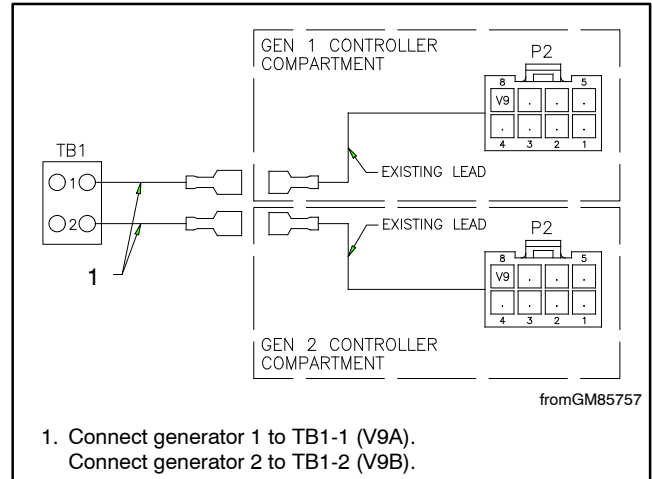 GEN 1 CONTROLLER
COMPARTMENT
P2
8 5
V9 . . .
. . . .
4 3 2 1
EXISTING LEAD
TB1
1
2
1
EXISTING LEAD
P2
8 5
V9 . . .
. . . .
4 3 2 1
GEN 2 CONTROLLER
COMPARTMENT
fromGM85757
1. Connect generator 1 to TB1-1 (V9A).
Connect generator 2 to TB1-2 (V9B).